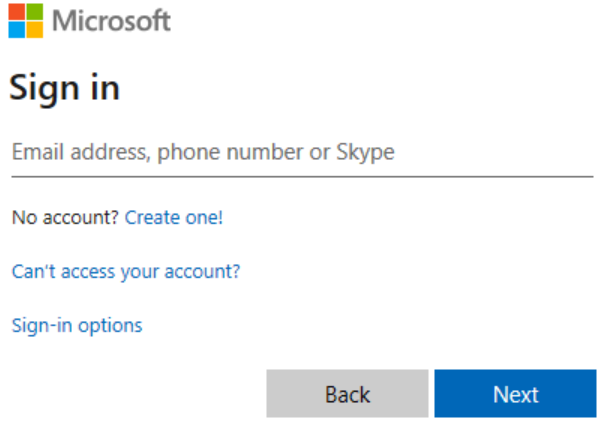 Microsoft
Sign in
Email address, phone number or Skype
No account? Create one!
Can't access your account?
Sign-in options
Back Next